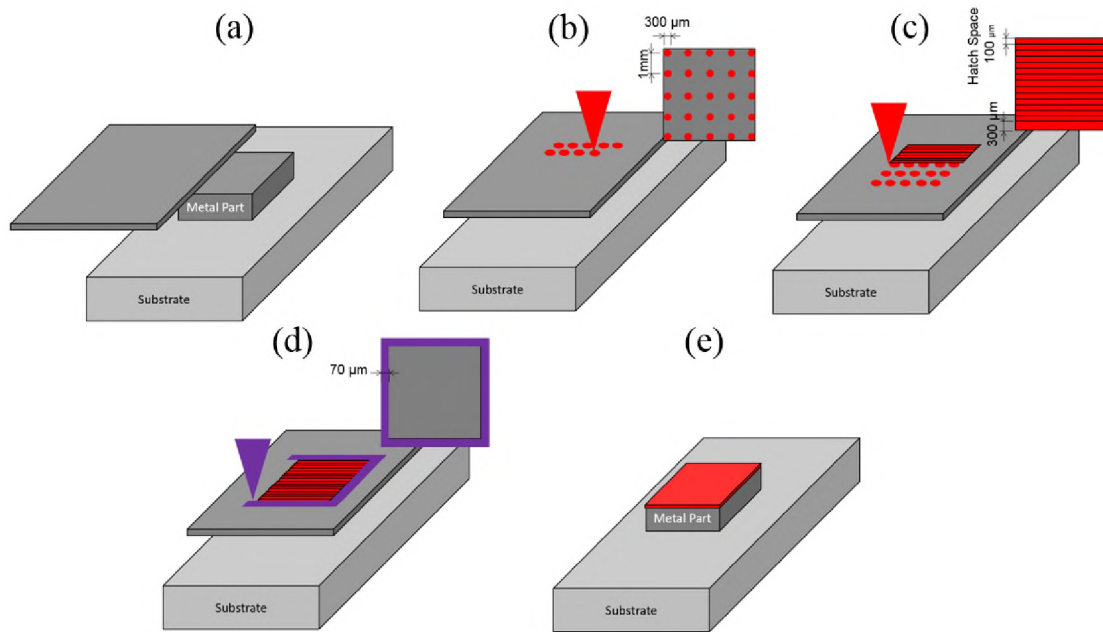 (a)
Metal Part
Substrate
(b)
300 µm
1mm
Substrate
(c)
Hatch Space
100 µm
300 µm
Substrate
(d)
70 µm
Substrate
(e)
Metal Part
Substrate